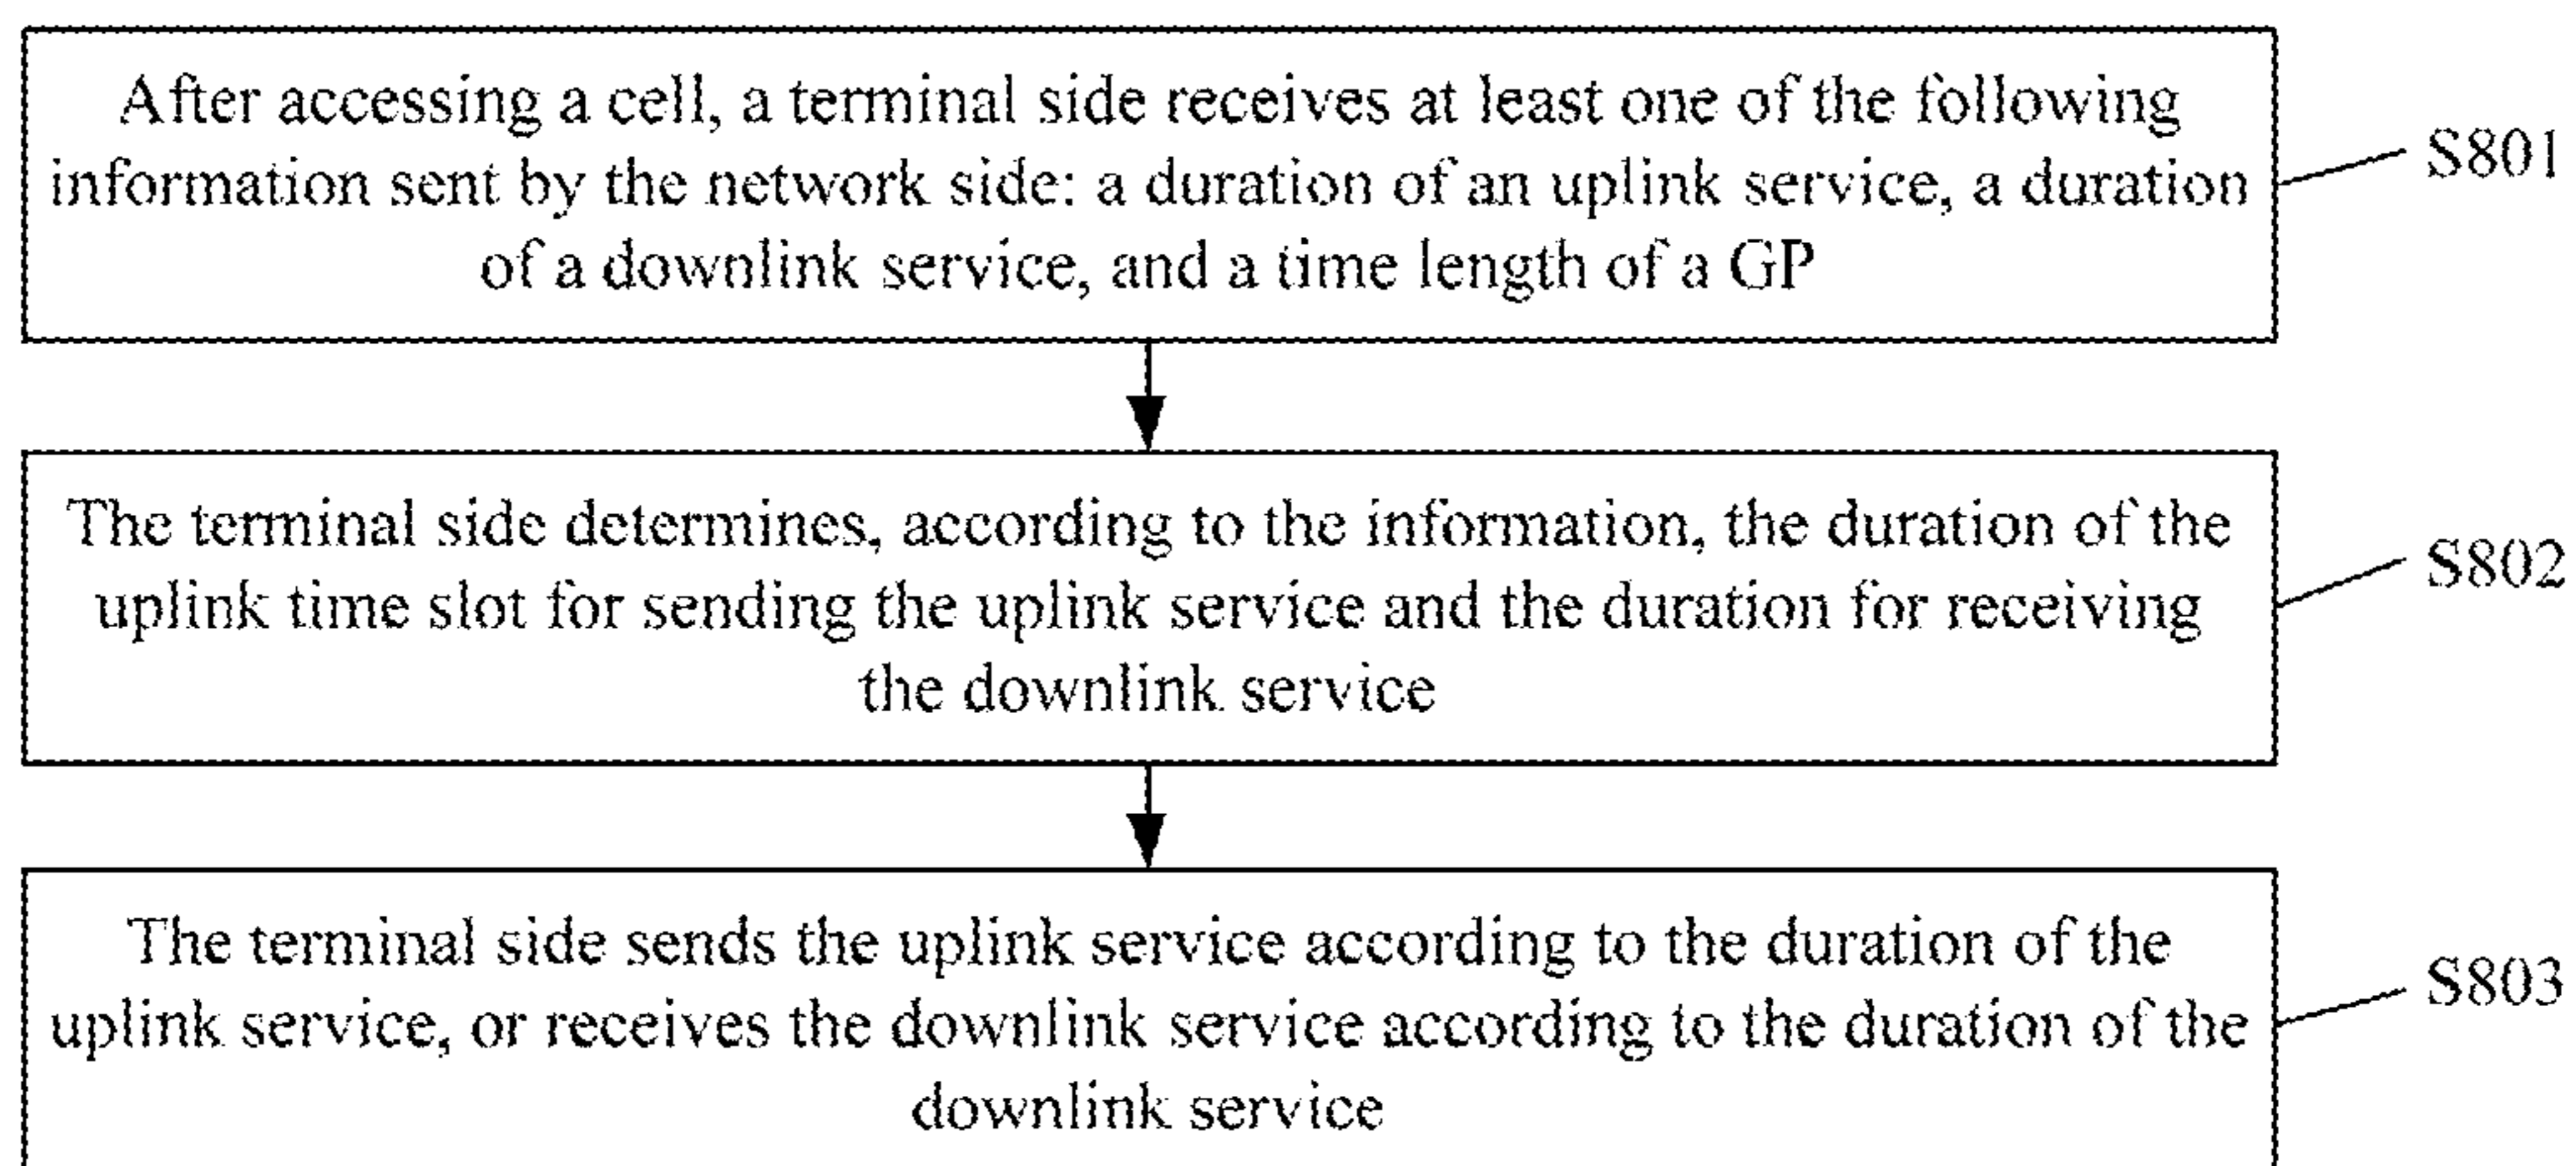 After accessing a cell, a terminal side receives at least one of the following
information sent by the network side: a duration of an uplink service, a duration
of a downlink service, and a time length of a GP
S801
The terminal side determines, according to the information, the duration of the
uplink time slot for sending the uplink service and the duration for receiving
the downlink service
S802
The terminal side sends the uplink service according to the duration of the
uplink service, or receives the downlink service according to the duration of the
downlink service
S803